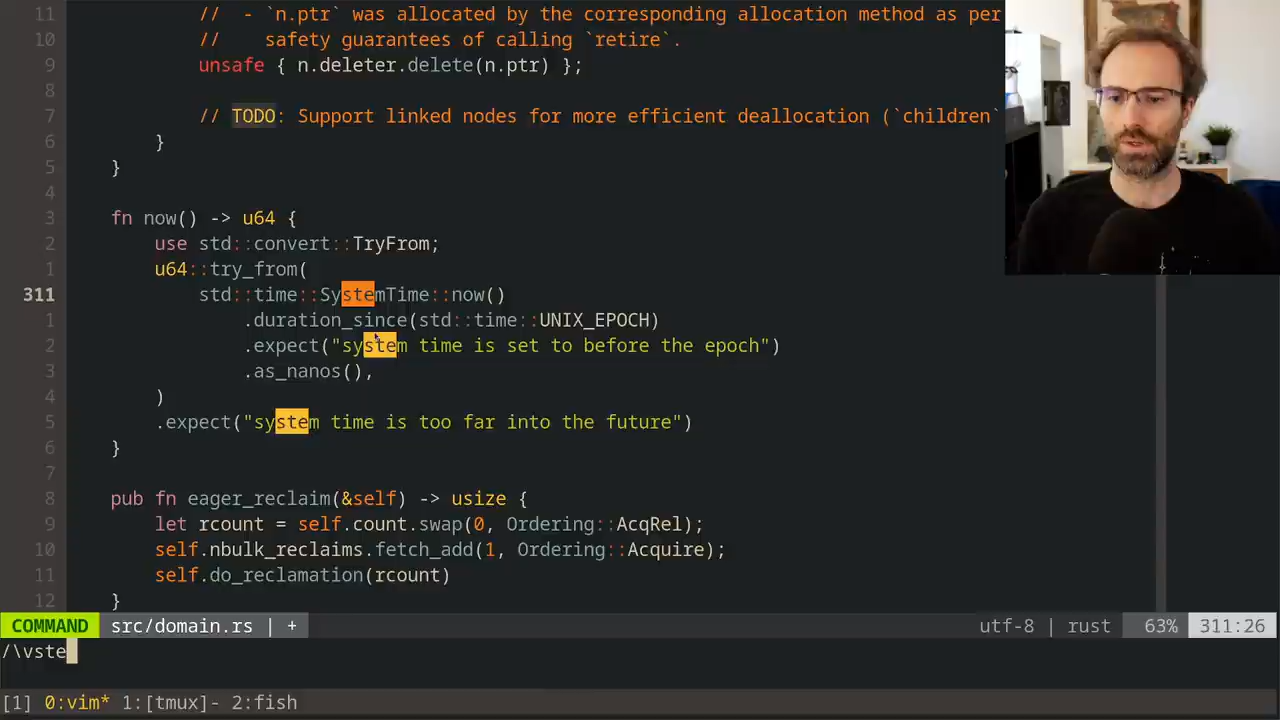 11 // - `n.ptr` was allocated by the corresponding allocation method as per
10 // safety guarantees of calling `retire`.
9 unsafe { n.deleter.delete(n.ptr) };
8
7 // TODO: Support linked nodes for more efficient deallocation (`children`
6 }
5 }
4
3 fn now() -> u64 {
2 use std::convert::TryFrom;
1 u64::try_from(
311 std::time::SystemTime::now()
1 .duration_since(std::time::UNIX_EPOCH)
2 .expect("system time is set to before the epoch")
3 .as_nanos(),
4 )
5 .expect("system time is too far into the future")
6 }
7
8 pub fn eager_reclaim(&self) -> usize {
9 let rcount = self.count.swap(0, Ordering::AcqRel);
10 self.nbulk_reclaims.fetch_add(1, Ordering::Acquire);
11 self.do_reclamation(rcount)
12 }
COMMAND src/domain.rs | + utf-8 | rust 63% 311:26
/\vste
[1] 0:vim* 1:[tmux]- 2:fish